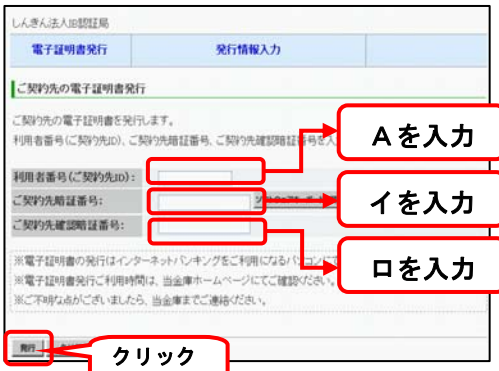 しんきん法人IB認証局
電子証明書発行 発行情報入力
ご契約先の電子証明書発行
ご契約先の電子証明書を発行します。
利用者番号(ご契約先ID)、ご契約先暗証番号、ご契約先確認暗証番号を入
Aを入力
利用者番号(ご契約先ID):
ご契約先暗証番号:
イを入力
ご契約先確認暗証番号:
ロを入力
※電子証明書の発行はインターネットバンキングをご利用になるパソコンにて
※電子証明書発行ご利用時間は、当金庫ホームページにてご確認ください。
※ご不明な点がございましたら、当金庫までご連絡ください。
発行
クリック